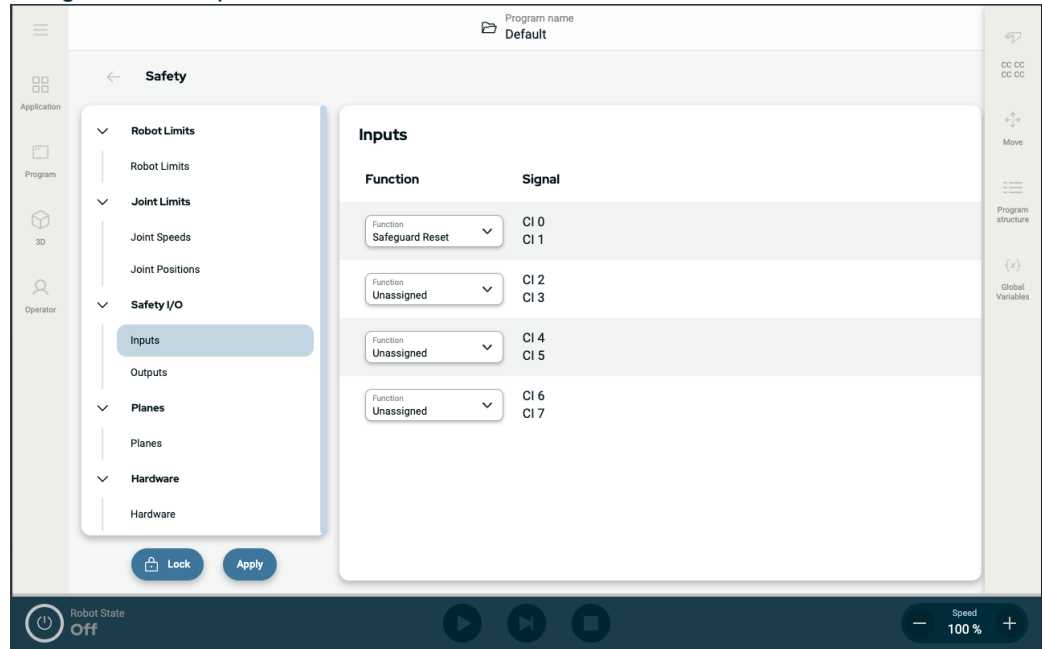 Program name
Default
Application
Program
3D
Operator
Safety
Robot Limits
Robot Limits
Joint Limits
Joint Speeds
Joint Positions
Safety I/O
Inputs
Outputs
Planes
Planes
Hardware
Hardware
Lock
Apply
Inputs
Function Signal
Function
Safeguard Reset
CI 0
CI 1
Function
Unassigned
CI 2
CI 3
Function
Unassigned
CI 4
CI 5
Function
Unassigned
CI 6
CI 7
CC CC
CC CC
Move
Program
structure
{x}
Global
Variables
Robot State
Off
Speed
100 %